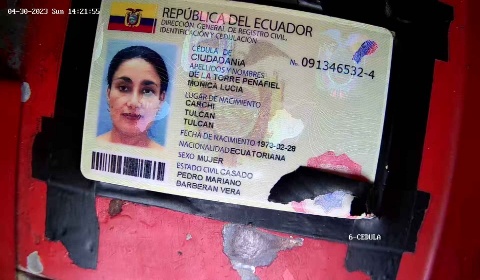 04-30-2023 Sun 14:21:55
REPÚBLICA DEL ECUADOR
DIRECCIÓN GENERAL DE REGISTRO CIVIL,
IDENTIFICACIÓN Y CEDULACIÓN
CÉDULA DE
CIUDADANÍA
No. 091346532-4
APELLIDOS Y NOMBRES
DE LA TORRE PEÑAFIEL
MONICA LUCIA
LUGAR DE NACIMIENTO
CARCHI
TULCAN
TULCAN
FECHA DE NACIMIENTO 1973-02-28
NACIONALIDAD ECUATORIANA
SEXO MUJER
ESTADO CIVIL CASADO
PEDRO MARIANO
BARBERAN VERA
6-CEDULA